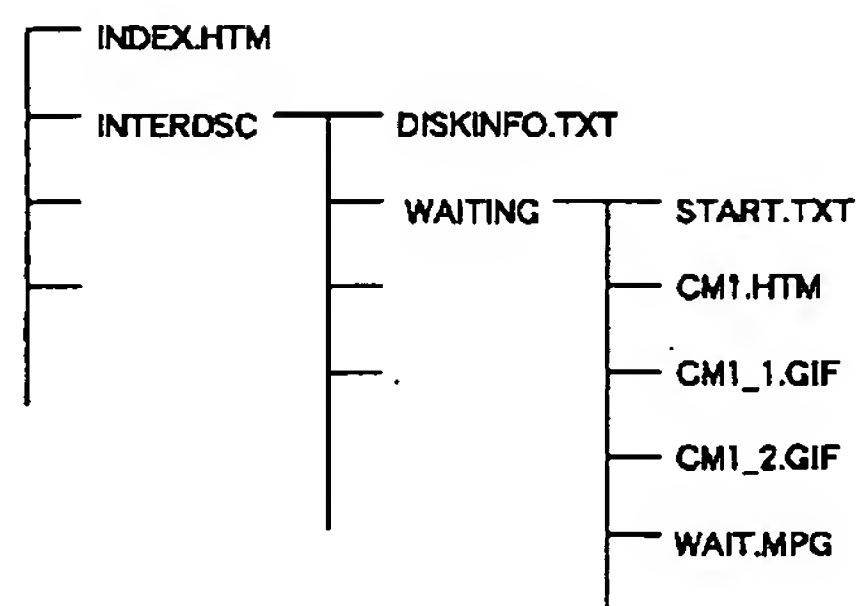 INDEX.HTM
INTERDSC
DISKINFO.TXT
WAITING
START.TXT
CM1.HTM
CM1_1.GIF
CM1_2.GIF
WAIT.MPG